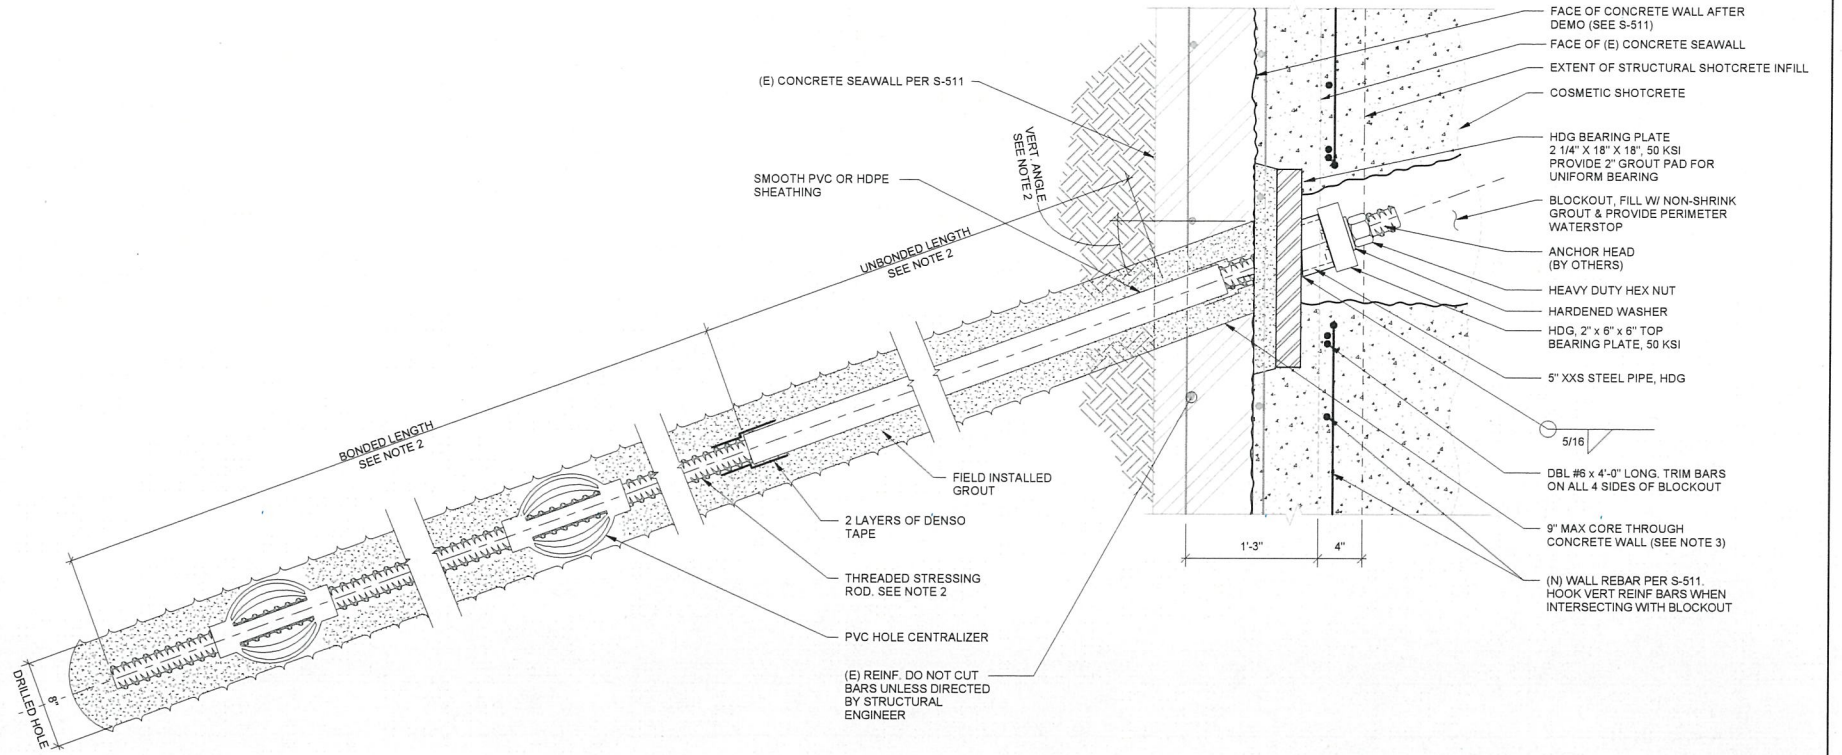 (E) CONCRETE SEAWALL PER S-511
SMOOTH PVC OR HDPE
SHEATHING
VERT. ANGLE
SEE NOTE 2
UNBONDED LENGTH
SEE NOTE 2
BONDED LENGTH
SEE NOTE 2
FIELD INSTALLED
GROUT
2 LAYERS OF DENSO
TAPE
THREADED STRESSING
ROD. SEE NOTE 2
PVC HOLE CENTRALIZER
(E) REINF. DO NOT CUT
BARS UNLESS DIRECTED
BY STRUCTURAL
ENGINEER
8"
DRILLED HOLE
1'-3"
4"
FACE OF CONCRETE WALL AFTER
DEMO (SEE S-511)
FACE OF (E) CONCRETE SEAWALL
EXTENT OF STRUCTURAL SHOTCRETE INFILL
COSMETIC SHOTCRETE
HDG BEARING PLATE
2 1/4" X 18" X 18", 50 KSI
PROVIDE 2" GROUT PAD FOR
UNIFORM BEARING
BLOCKOUT, FILL W/ NON-SHRINK
GROUT & PROVIDE PERIMETER
WATERSTOP
ANCHOR HEAD
(BY OTHERS)
HEAVY DUTY HEX NUT
HARDENED WASHER
HDG, 2" x 6" x 6" TOP
BEARING PLATE, 50 KSI
5" XXS STEEL PIPE, HDG
5/16
DBL #6 x 4'-0" LONG. TRIM BARS
ON ALL 4 SIDES OF BLOCKOUT
9" MAX CORE THROUGH
CONCRETE WALL (SEE NOTE 3)
(N) WALL REBAR PER S-511.
HOOK VERT REINF BARS WHEN
INTERSECTING WITH BLOCKOUT